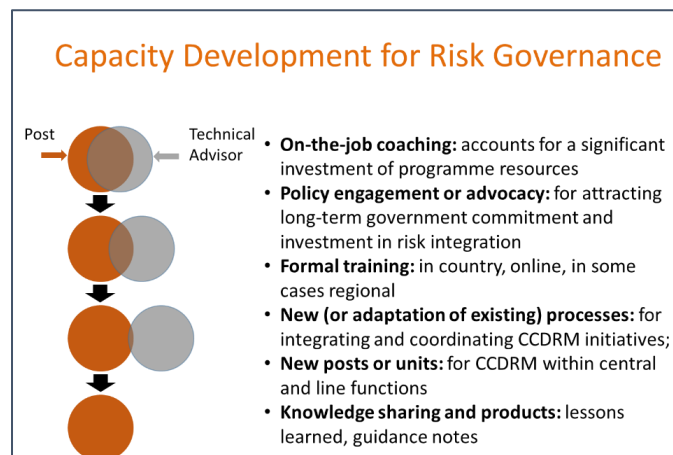 Capacity Development for Risk Governance
Post
Technical
Advisor
• On-the-job coaching: accounts for a significant
investment of programme resources
• Policy engagement or advocacy: for attracting
long-term government commitment and
investment in risk integration
• Formal training: in country, online, in some
cases regional
• New (or adaptation of existing) processes: for
integrating and coordinating CCDRM initiatives;
• New posts or units: for CCDRM within central
and line functions
• Knowledge sharing and products: lessons
learned, guidance notes